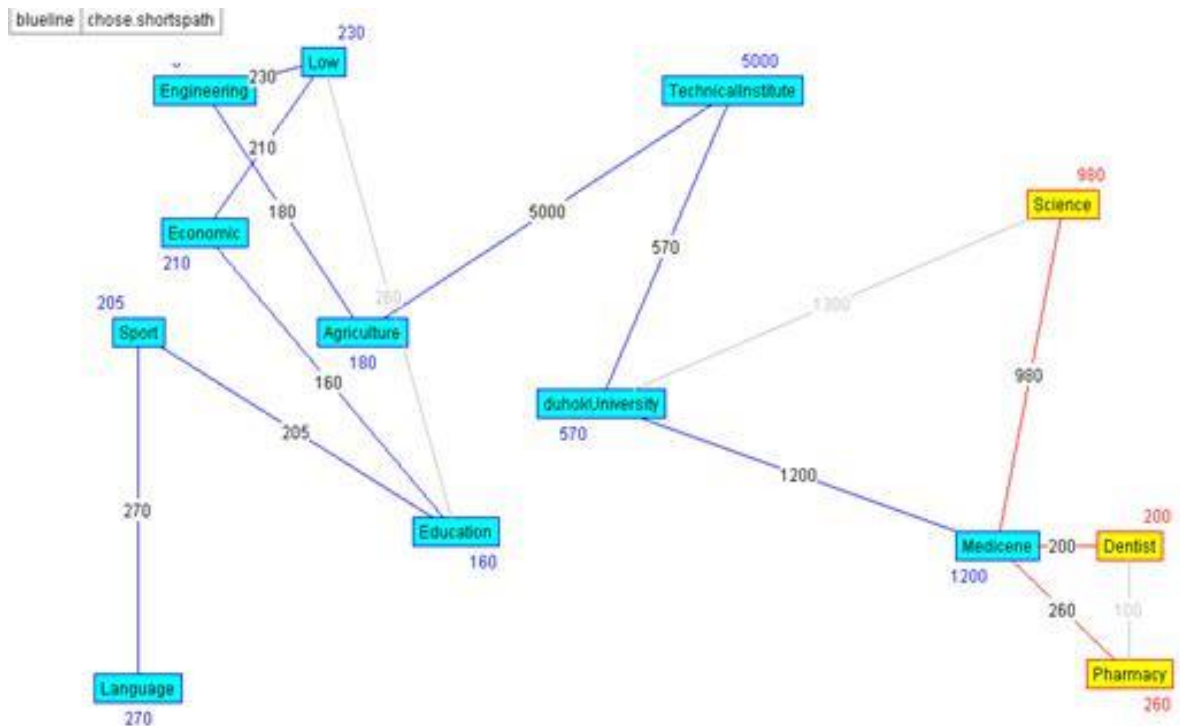 blueline chose.shortspath
230
Low
230
Engineering
5000
TechnicalInstitute
210
980
Science
180
5000
Economic
210
570
260
1300
205
Sport
Agriculture
180
980
160
duhokUniversity
570
205
1200
270
Education
160
200
Medicene
200
Dentist
1200
260
100
Pharmacy
260
Language
270